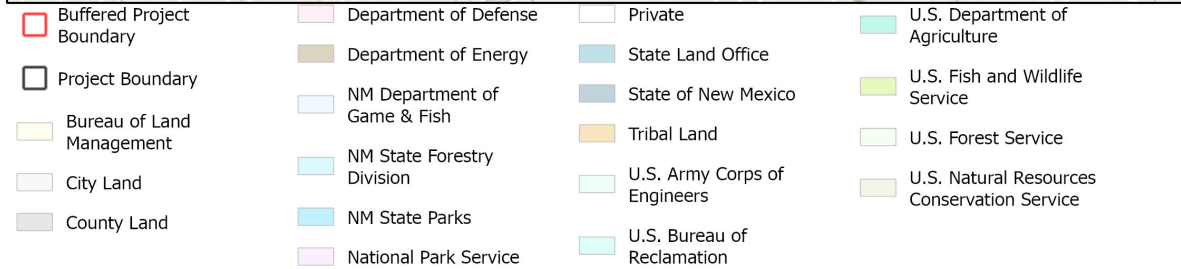 Buffered Project
Boundary
Project Boundary
Bureau of Land
Management
City Land
County Land
Department of Defense
Department of Energy
NM Department of
Game & Fish
NM State Forestry
Division
NM State Parks
National Park Service
Private
State Land Office
State of New Mexico
Tribal Land
U.S. Army Corps of
Engineers
U.S. Bureau of
Reclamation
U.S. Department of
Agriculture
U.S. Fish and Wildlife
Service
U.S. Forest Service
U.S. Natural Resources
Conservation Service